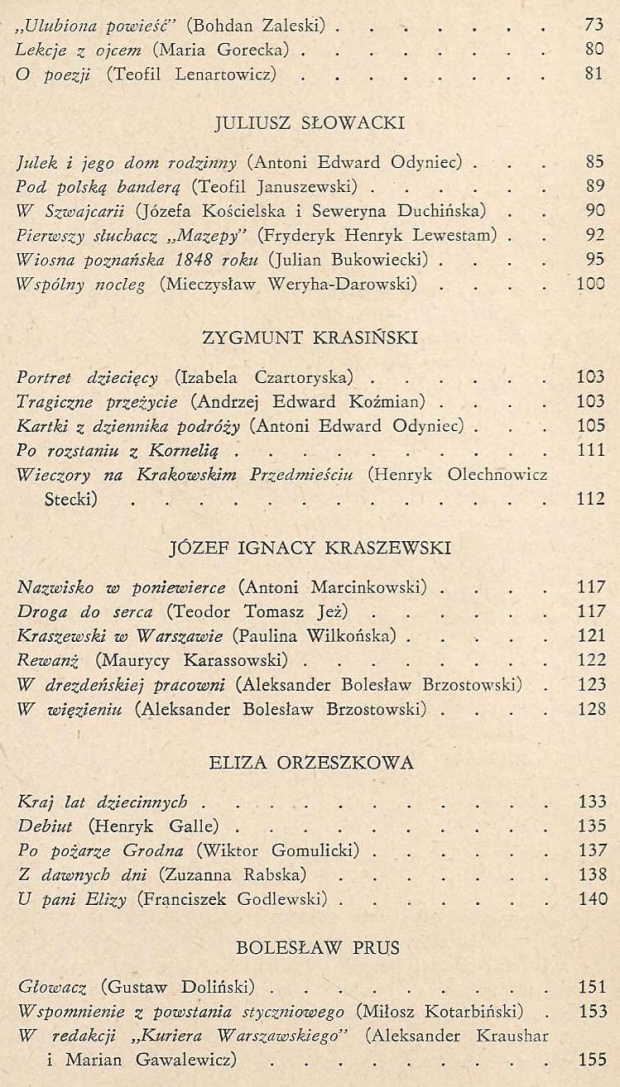 „Ulubiona powieść” (Bohdan Zaleski) . . . . . . . 73
Lekcje z ojcem (Maria Gorecka) . . . . . . . . 80
O poezji (Teofil Lenartowicz) . . . . . . . . 81
JULIUSZ SŁOWACKI
Julek i jego dom rodzinny (Antoni Edward Odyniec) . . . 85
Pod polską banderą (Teofil Januszewski) . . . . . . 89
W Szwajcarii (Józefa Kościelska i Seweryna Duchińska) . . 90
Pierwszy słuchacz „Mazepy” (Fryderyk Henryk Lewestam) . . 92
Wiosna poznańska 1848 roku (Julian Bukowiecki) . . . . 95
Wspólny nocleg (Mieczysław Weryha-Darowski) . . . . 100
ZYGMUNT KRASIŃSKI
Portret dziecięcy (Izabela Czartoryska) . . . . . . 103
Tragiczne przeżycie (Andrzej Edward Koźmian) . . . . 103
Kartki z dziennika podróży (Antoni Edward Odyniec) . . . 105
Po rozstaniu z Kornelią . . . . . . . . . . 111
Wieczory na Krakowskim Przedmieściu (Henryk Olechnowicz
Stecki) . . . . . . . . . . . . . 112
JÓZEF IGNACY KRASZEWSKI
Nazwisko w poniewierce (Antoni Marcinkowski) . . . . 117
Droga do serca (Teodor Tomasz Jeż) . . . . . . 117
Kraszewski w Warszawie (Paulina Wilkońska) . . . . . 121
Rewanż (Maurycy Karassowski) . . . . . . . . 122
W drezdeńskiej pracowni (Aleksander Bolesław Brzostowski) . 123
W więzieniu (Aleksander Bolesław Brzostowski) . . . . 128
ELIZA ORZESZKOWA
Kraj lat dziecinnych . . . . . . . . . . . 133
Debiut (Henryk Galle) . . . . . . . . . . 135
Po pożarze Grodna (Wiktor Gomulicki) . . . . . . 137
Z dawnych dni (Zuzanna Rabska) . . . . . . . 138
U pani Elizy (Franciszek Godlewski) . . . . . . . 140
BOLESŁAW PRUS
Głowacz (Gustaw Doliński) . . . . . . . . . 151
Wspomnienie z powstania styczniowego (Miłosz Kotarbiński) . 153
W redakcji „Kuriera Warszawskiego” (Aleksander Kraushar
i Marian Gawalewicz) . . . . . . . . . 155